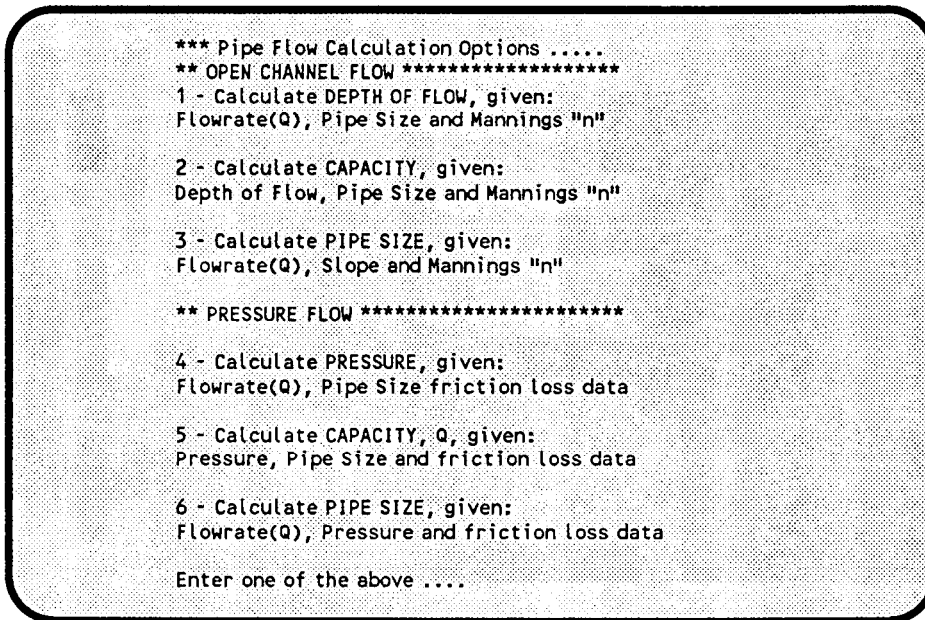 *** Pipe Flow Calculation Options .....
** OPEN CHANNEL FLOW *******************
1 - Calculate DEPTH OF FLOW, given:
Flowrate(Q), Pipe Size and Mannings "n"
2 - Calculate CAPACITY, given:
Depth of Flow, Pipe Size and Mannings "n"
3 - Calculate PIPE SIZE, given:
Flowrate(Q), Slope and Mannings "n"
** PRESSURE FLOW ***********************
4 - Calculate PRESSURE, given:
Flowrate(Q), Pipe Size friction loss data
5 - Calculate CAPACITY, Q, given:
Pressure, Pipe Size and friction loss data
6 - Calculate PIPE SIZE, given:
Flowrate(Q), Pressure and friction loss data
Enter one of the above ....